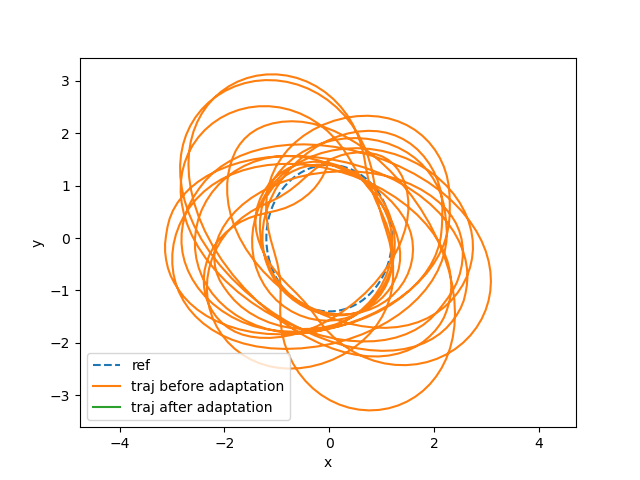 3
2
1
0
−1
−2
−3
y
ref
traj before adaptation
traj after adaptation
−4
−2
0
2
4
x